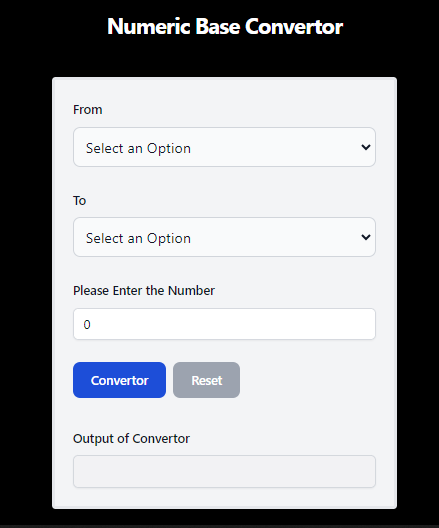 Numeric Base Convertor
From
Select an Option
To
Select an Option
Please Enter the Number
0
Convertor Reset
Output of Convertor